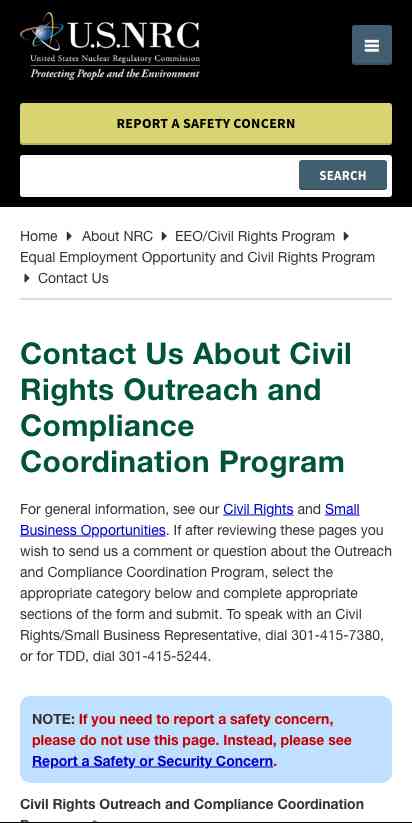 U.S.NRC
United States Nuclear Regulatory Commission
Protecting People and the Environment
REPORT A SAFETY CONCERN
SEARCH
Home About NRC EEO/Civil Rights Program
Equal Employment Opportunity and Civil Rights Program
Contact Us
Contact Us About Civil
Rights Outreach and
Compliance
Coordination Program
For general information, see our Civil Rights and Small
Business Opportunities. If after reviewing these pages you
wish to send us a comment or question about the Outreach
and Compliance Coordination Program, select the
appropriate category below and complete appropriate
sections of the form and submit. To speak with an Civil
Rights/Small Business Representative, dial 301-415-7380,
or for TDD, dial 301-415-5244.
NOTE: If you need to report a safety concern,
please do not use this page. Instead, please see
Report a Safety or Security Concern.
Civil Rights Outreach and Compliance Coordination